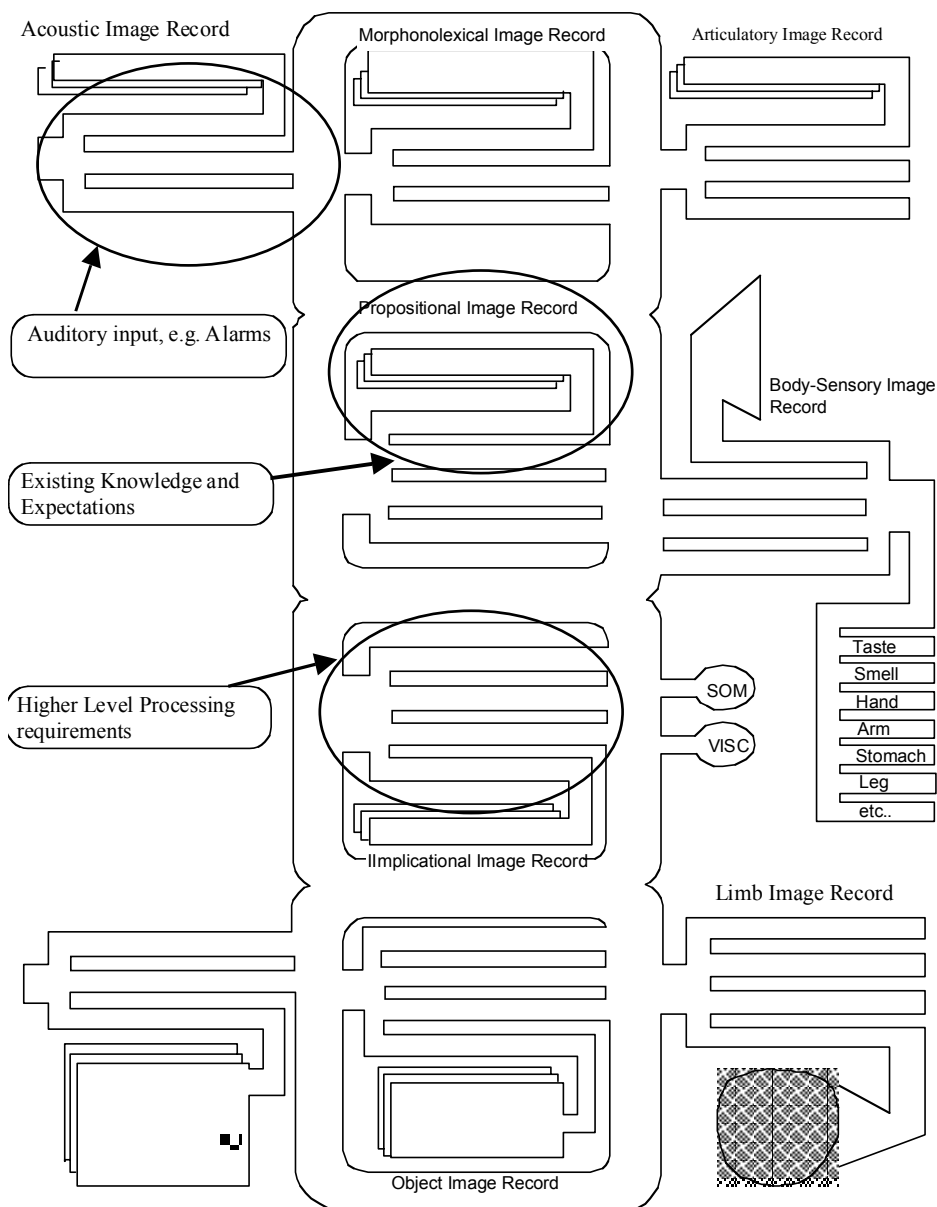 Acoustic Image Record
Morphonolexical Image Record
Articulatory Image Record
Auditory input, e.g. Alarms
Propositional Image Record
Body-Sensory Image
Record
Existing Knowledge and
Expectations
Higher Level Processing
requirements
SOM
VISC
Taste
Smell
Hand
Arm
Stomach
Leg
etc..
IImplicational Image Record
Limb Image Record
Object Image Record